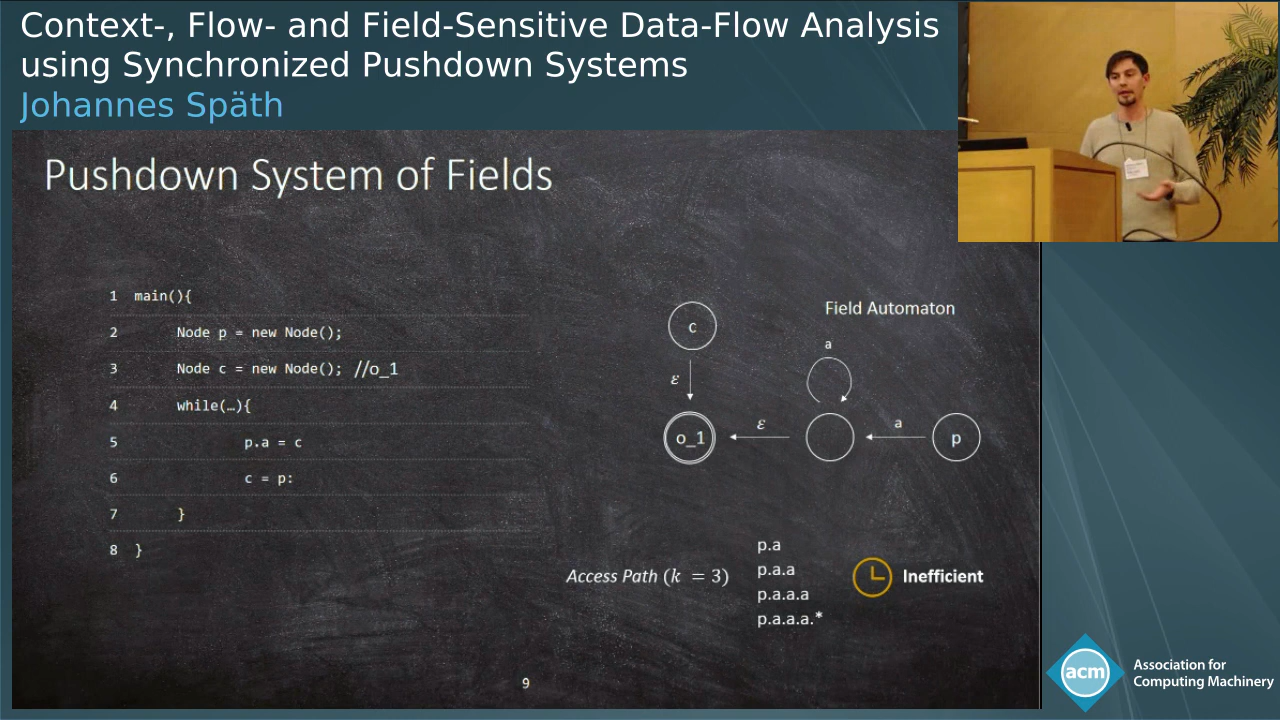 Context-, Flow- and Field-Sensitive Data-Flow Analysis
using Synchronized Pushdown Systems
Johannes Späth
Pushdown System of Fields
1 main(){
2 Node p = new Node();
3 Node c = new Node(); //o_1
4 while(…){
5 p.a = c
6 c = p:
7 }
8 }
Field Automaton
c
a
ε
o_1
ε
a
p
Access Path (k = 3)
p.a
p.a.a
p.a.a.a
p.a.a.a.*
Inefficient
9
acm
Association for
Computing Machinery